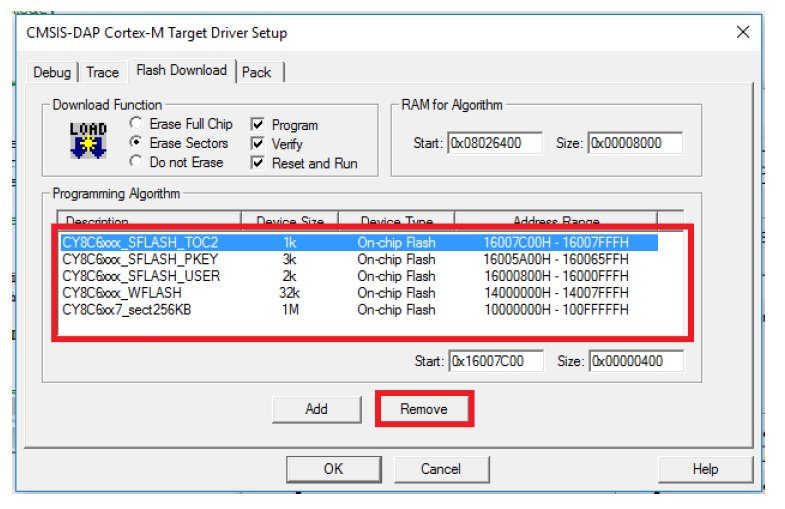 CMSIS-DAP Cortex-M Target Driver Setup
Debug Trace Flash Download Pack
Download Function
LOAD
Erase Full Chip Program
Erase Sectors Verify
Do not Erase Reset and Run
RAM for Algorithm
Start: 0x08026400 Size: 0x00008000
Programming Algorithm
Description Device Size Device Type Address Range
CY8C6xxx_SFLASH_TOC2 1k On-chip Flash 16007C00H - 16007FFFH
CY8C6xxx_SFLASH_PKEY 3k On-chip Flash 16005A00H - 160065FFH
CY8C6xxx_SFLASH_USER 2k On-chip Flash 16000800H - 16000FFFH
CY8C6xxx_WFLASH 32k On-chip Flash 14000000H - 14007FFFH
CY8C6xx7_sect256KB 1M On-chip Flash 10000000H - 100FFFFFH
Start: 0x16007C00 Size: 0x00000400
Add Remove
OK Cancel Help